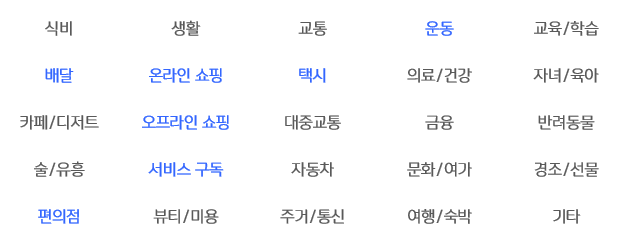 식비 생활 교통 운동 교육/학습
배달 온라인 쇼핑 택시 의료/건강 자녀/육아
카페/디저트 오프라인 쇼핑 대중교통 금융 반려동물
술/유흥 서비스 구독 자동차 문화/여가 경조/선물
편의점 뷰티/미용 주거/통신 여행/숙박 기타